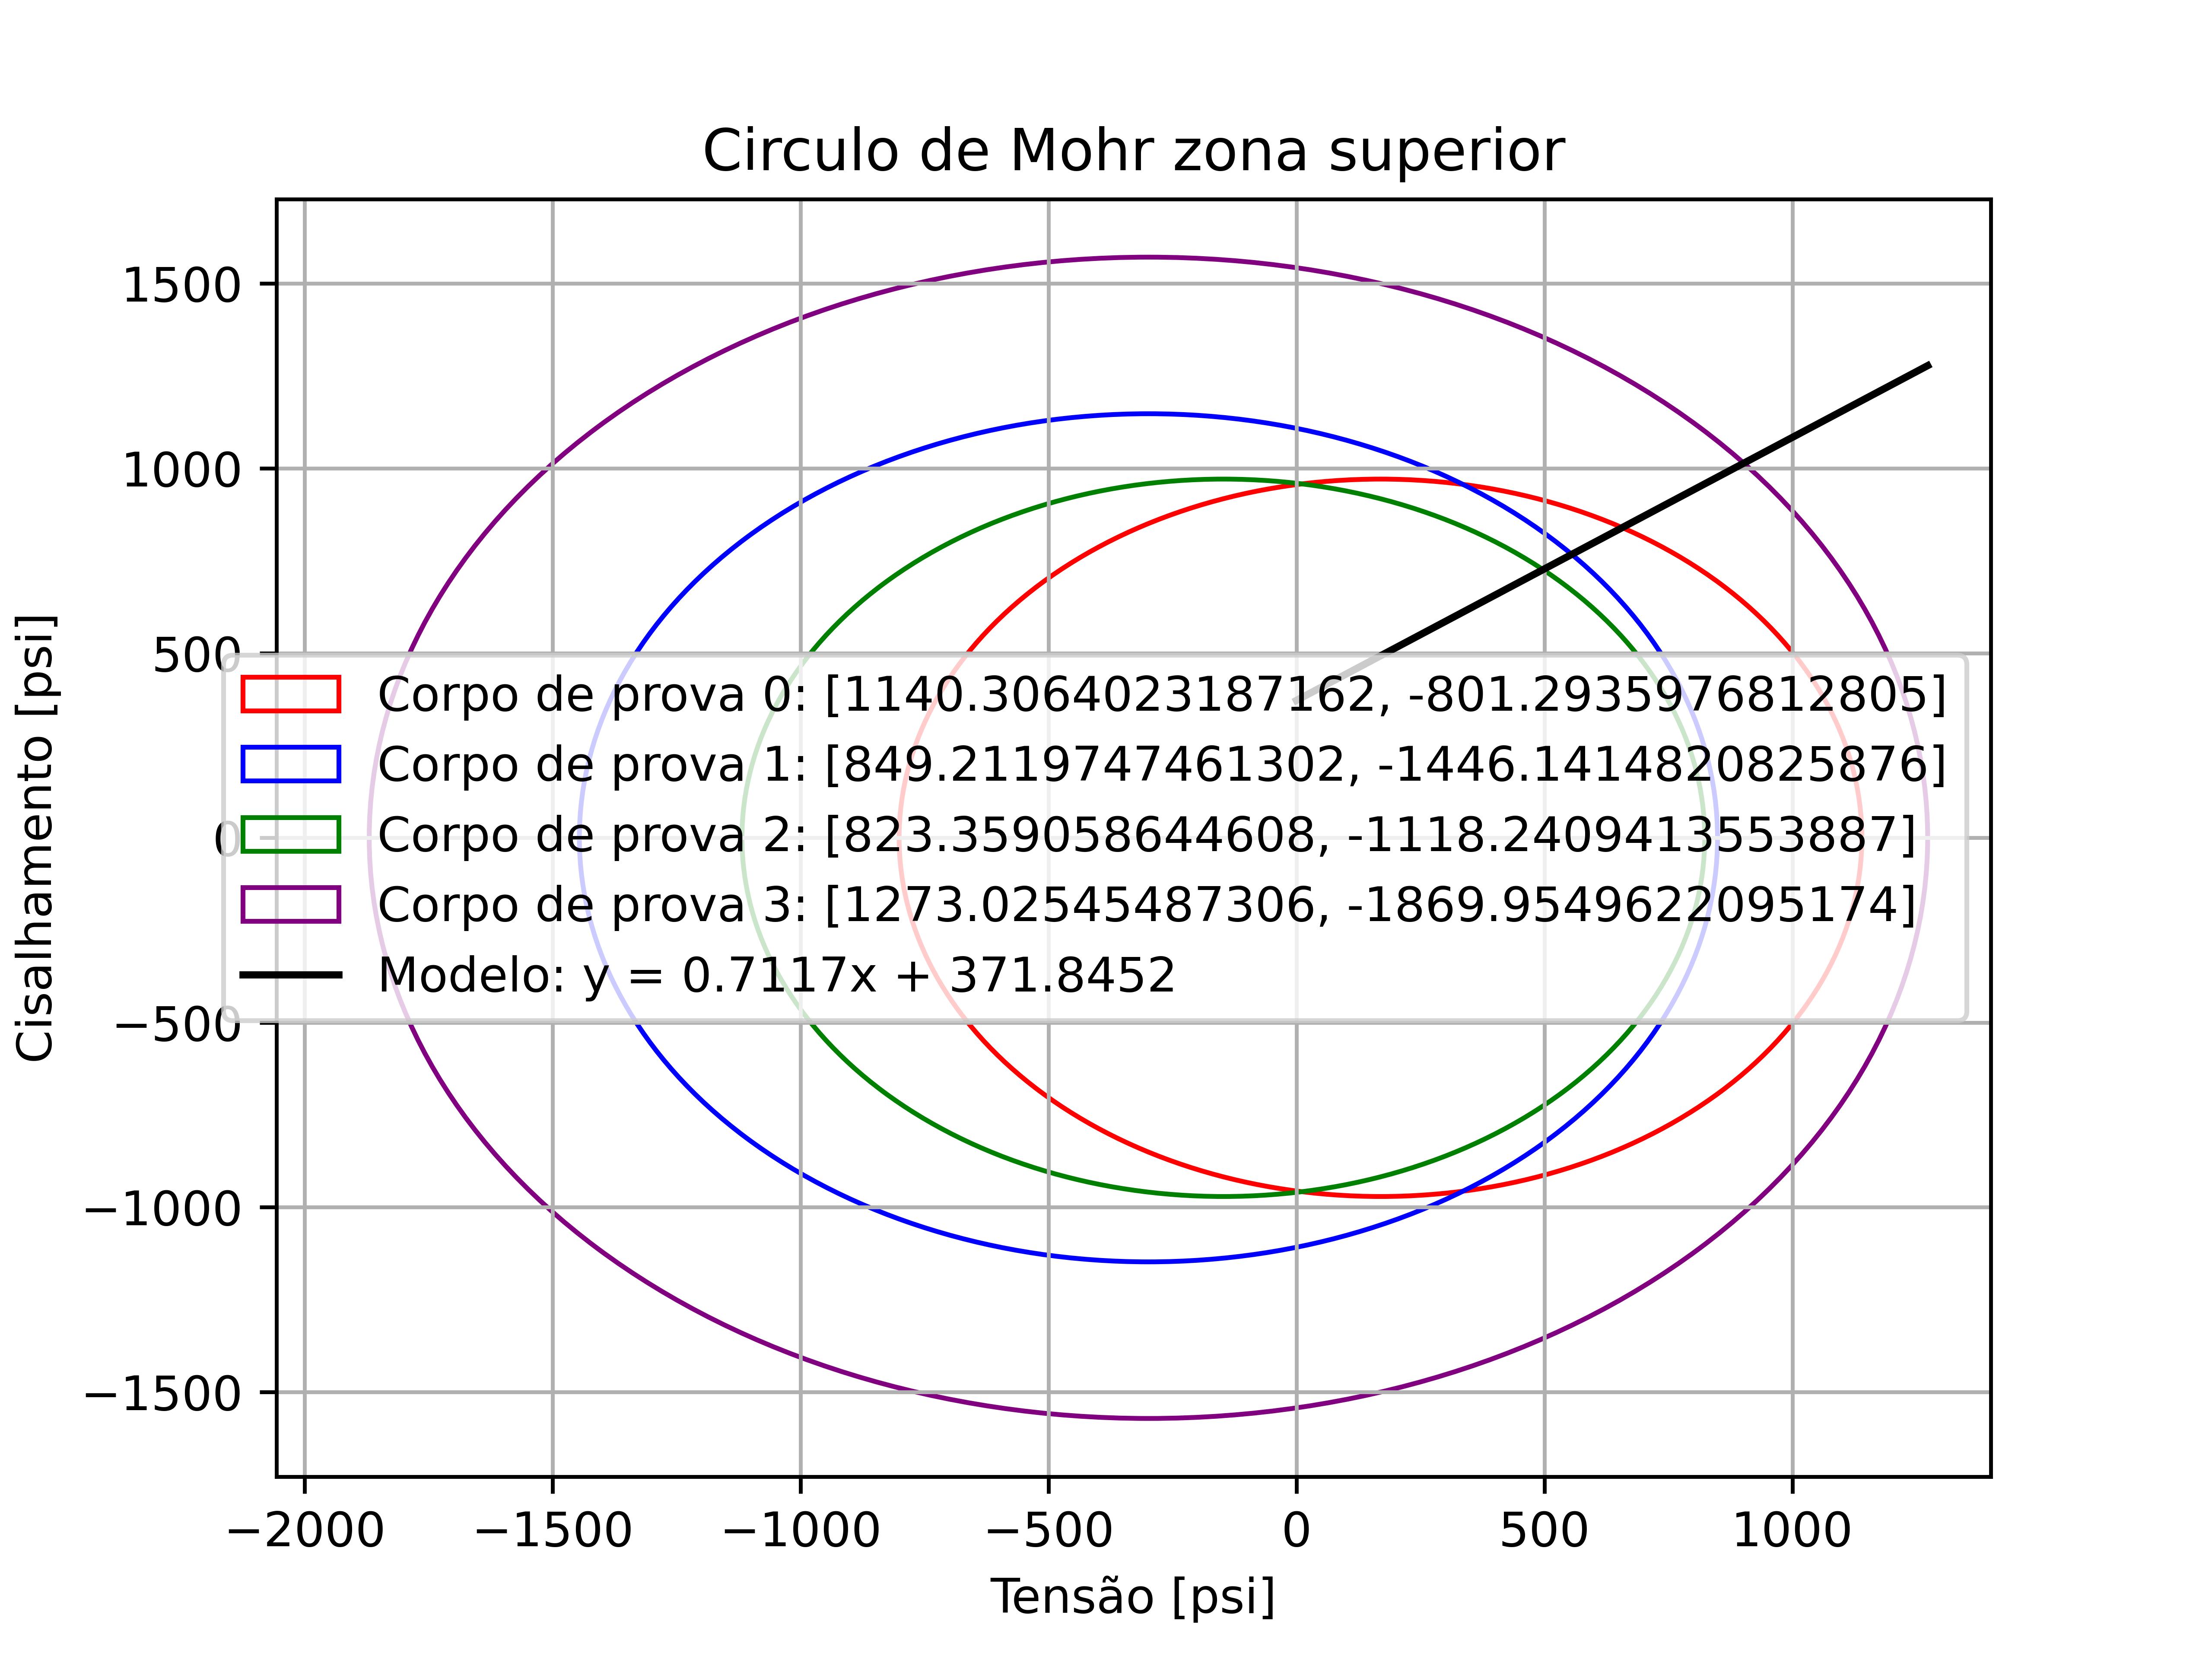 Circulo de Mohr zona superior
1500
1000
500
0
−500
−1000
−1500
Cisalhamento [psi]
Corpo de prova 0: [1140.3064023187162, -801.2935976812805]
Corpo de prova 1: [849.2119747461302, -1446.1414820825876]
Corpo de prova 2: [823.359058644608, -1118.2409413553887]
Corpo de prova 3: [1273.02545487306, -1869.9549622095174]
Modelo: y = 0.7117x + 371.8452
−2000 −1500 −1000 −500 0 500 1000
Tensão [psi]